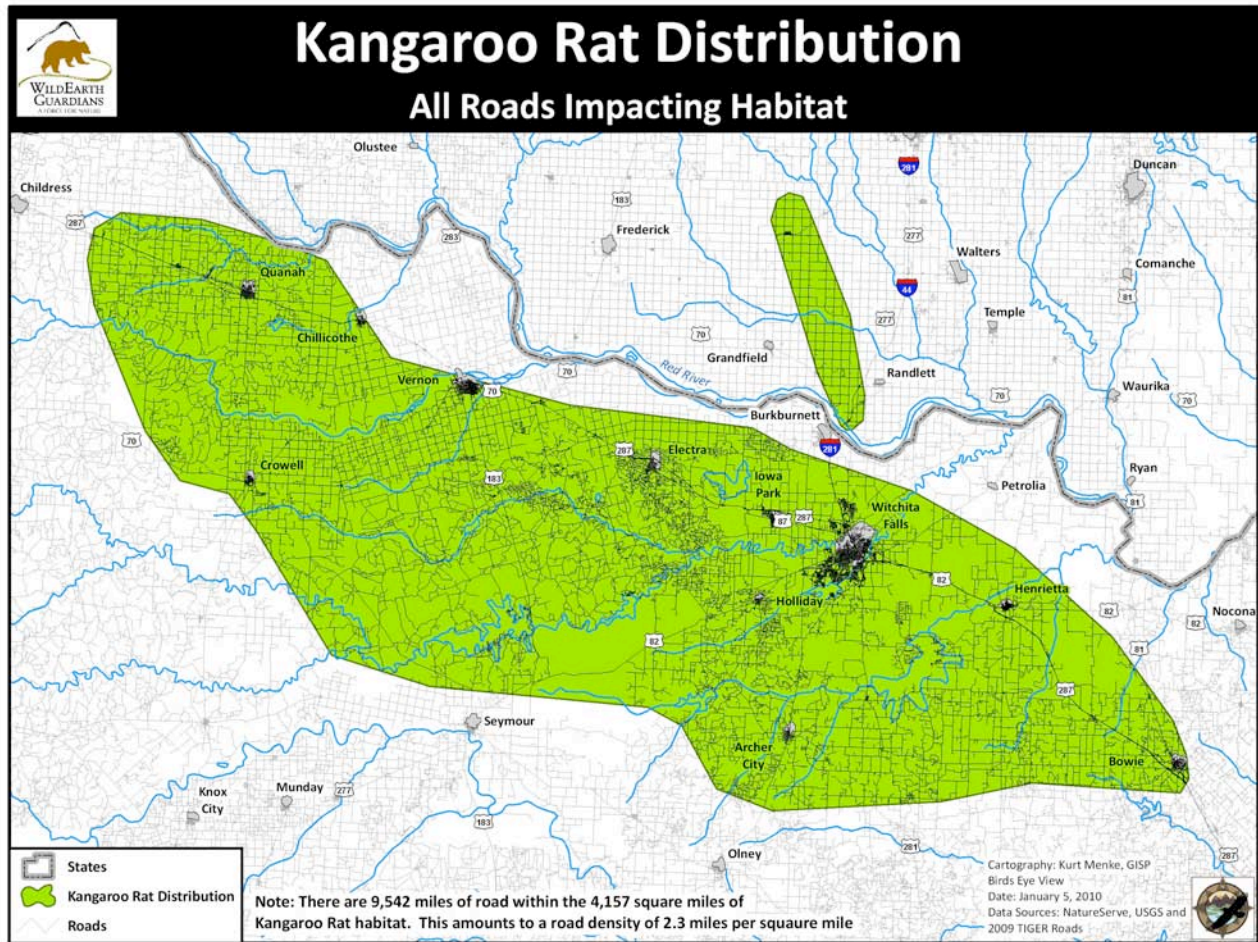 Kangaroo Rat Distribution
All Roads Impacting Habitat
WILDEARTH
GUARDIANS
A FORCE FOR NATURE
Olustee
281
Duncan
Childress
183
287
283
Frederick
277
Walters
Quanah
Comanche
44
81
Temple
277
Chillicothe
70
Grandfield
Red River
Randlett
Vernon
70
70
Waurika
70
70
Burkburnett
70
281
Electra
287
Crowell
Iowa
Park
Ryan
183
Petrolia
81
Witchita
Falls
87
287
82
Henrietta
Holliday
82
Nocona
82
82
81
287
Seymour
Archer
City
Bowie
Munday
277
Knox
City
183
281
Olney
287
States
Kangaroo Rat Distribution
Roads
Note: There are 9,542 miles of road within the 4,157 square miles of
Kangaroo Rat habitat. This amounts to a road density of 2.3 miles per squaure mile
Cartography: Kurt Menke, GISP
Birds Eye View
Date: January 5, 2010
Data Sources: NatureServe, USGS and
2009 TIGER Roads